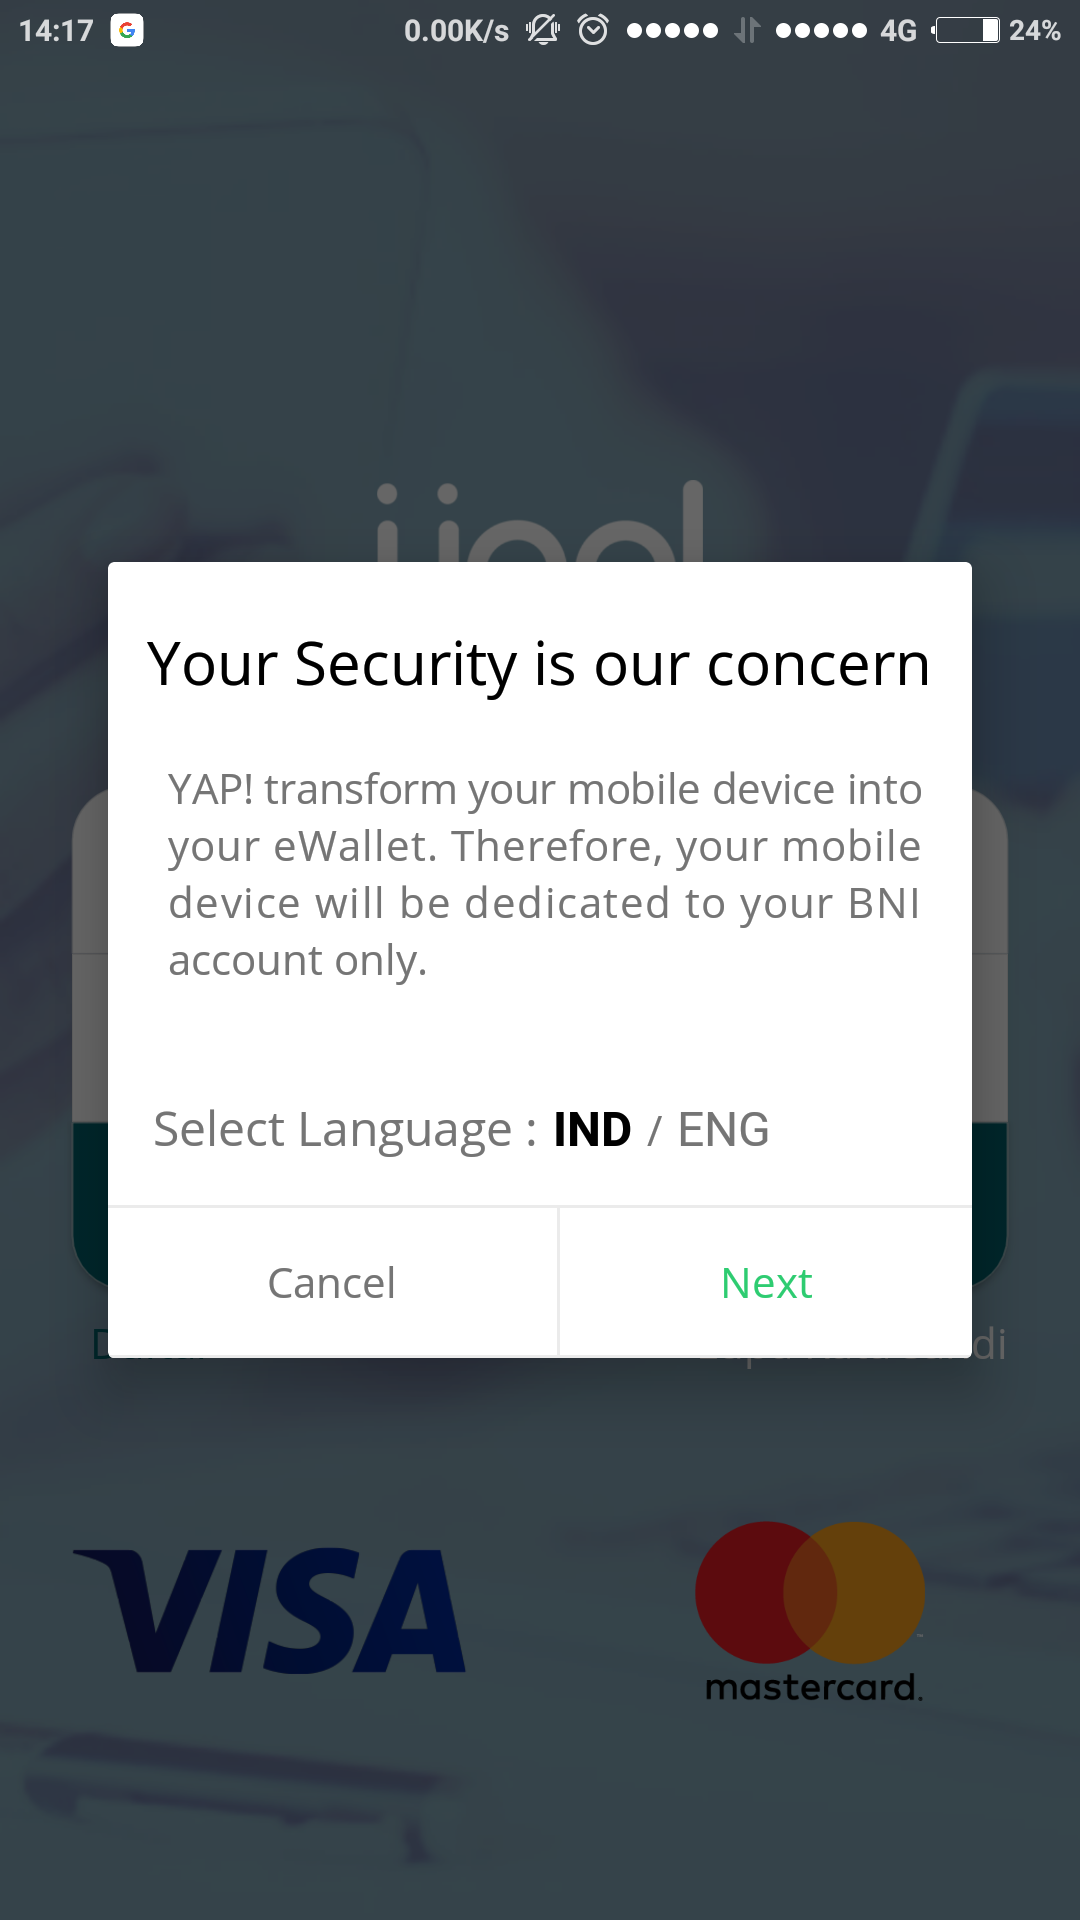 14:17 G 0.00K/s 4G 24%
Your Security is our concern
YAP! transform your mobile device into
your eWallet. Therefore, your mobile
device will be dedicated to your BNI
account only.
Select Language : IND / ENG
Cancel Next
VISA
mastercard.